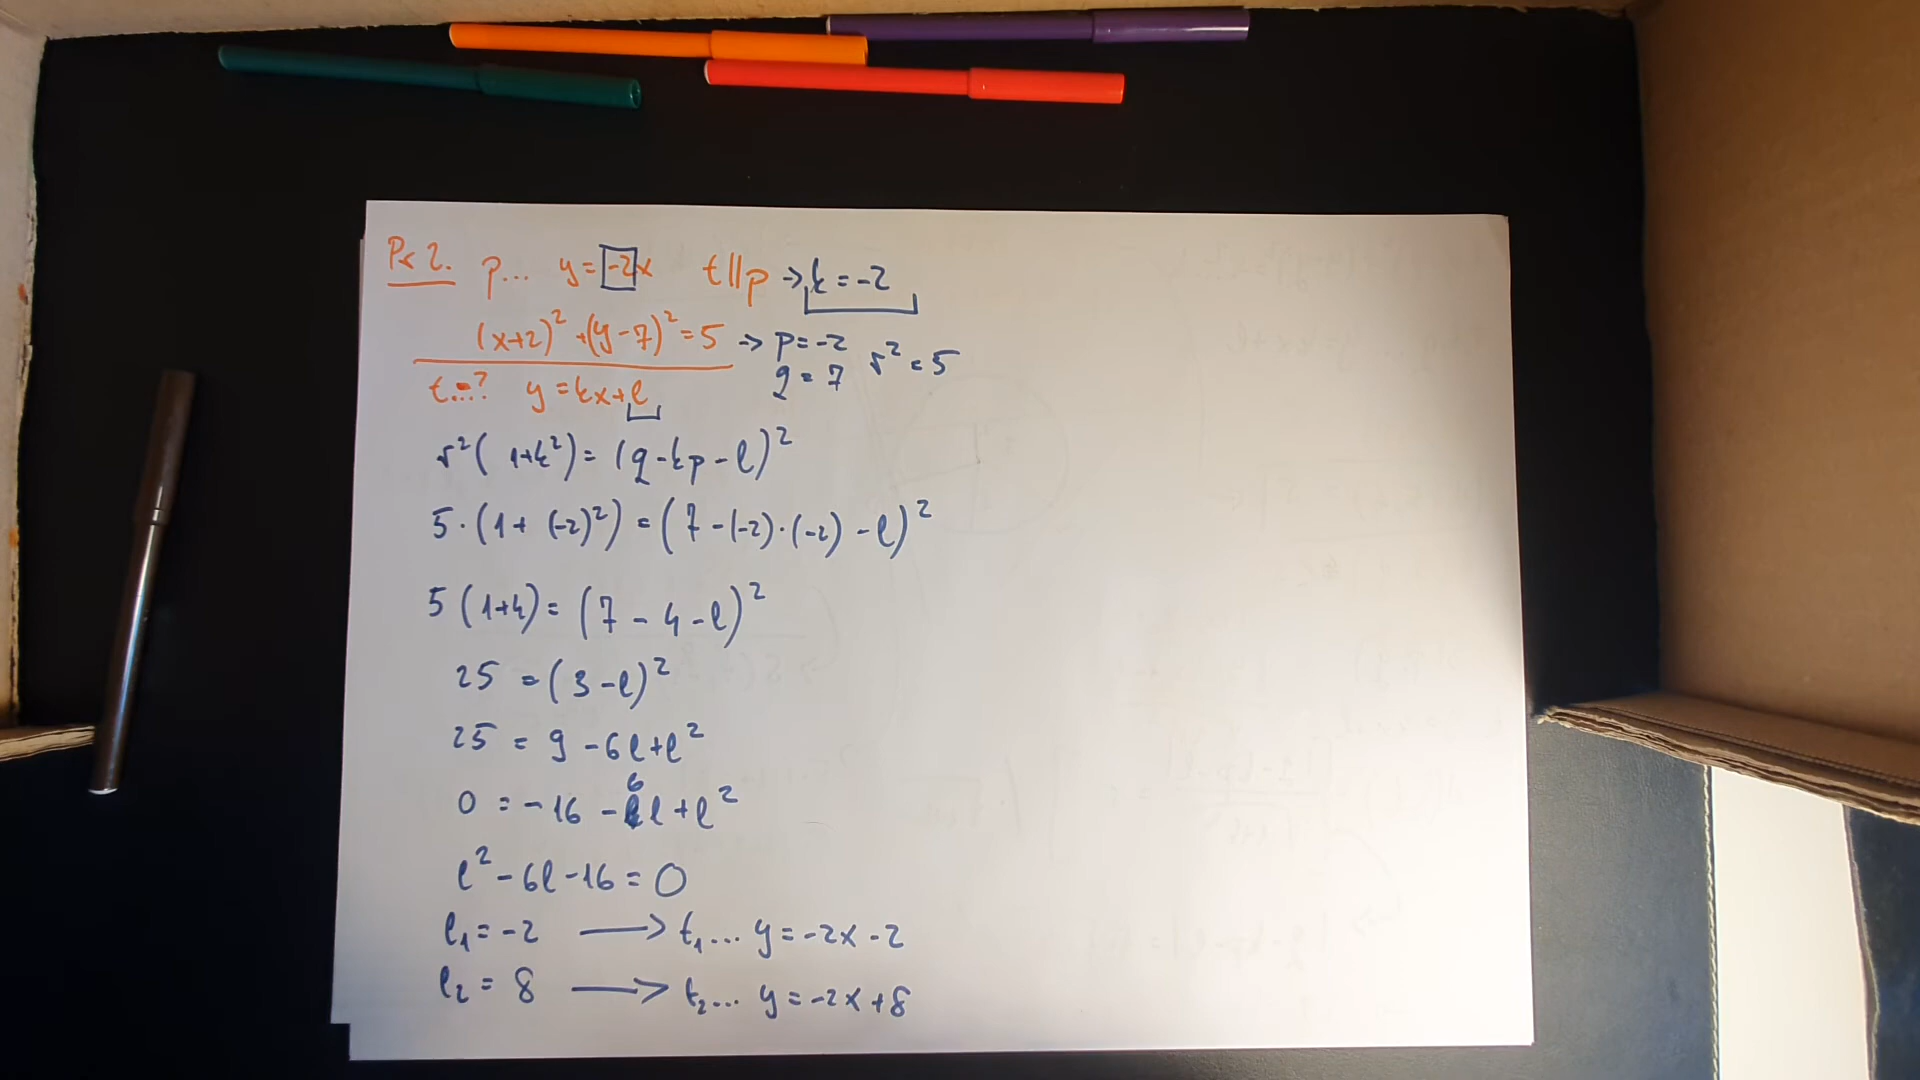 Pr 2. p... y=-2x t||p → k=-2
(x+2)²+(y-7)²=5 → p=-2 r²=5
q=7
t...? y=kx+l
r²(1+k²)=(q-kp-l)²
5·(1+(-2)²)=(7-(-2)·(-2)-l)²
5(1+4)=(7-4-l)²
25=(3-l)²
25=9-6l+l²
0=-16-6l+l²
l²-6l-16=0
l₁=-2 → t₁... y=-2x-2
l₂=8 → t₂... y=-2x+8